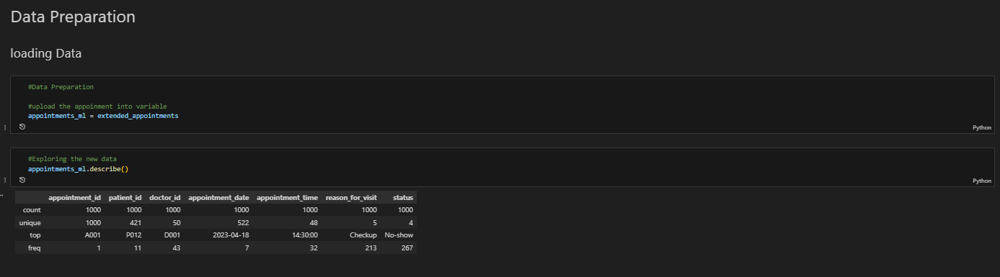 Data Preparation
loading Data
#Data Preparation
#upload the appoinment into variable
appointments_ml = extended_appointments
]
Python
#Exploring the new data
appointments_ml.describe()
]
Python
appointment_id patient_id doctor_id appointment_date appointment_time reason_for_visit status
count 1000 1000 1000 1000 1000 1000 1000
unique 1000 421 50 522 48 5 4
top A001 P012 D001 2023-04-18 14:30:00 Checkup No-show
freq 1 11 43 7 32 213 267